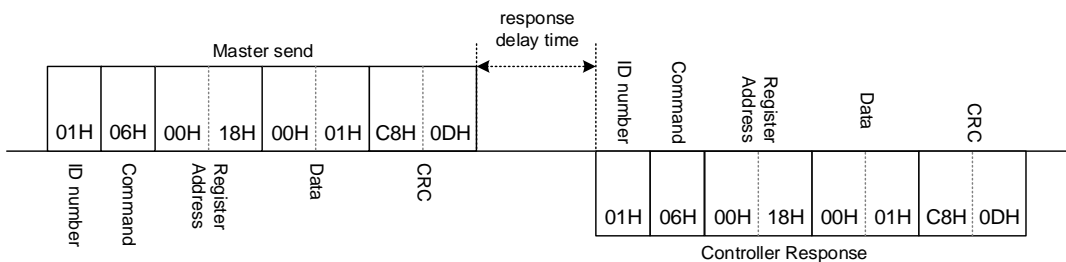 response
delay time
Master send
01H 06H 00H 18H 00H 01H C8H 0DH
ID number
Command
Register
Address
Data
CRC
ID number
Command
Register
Address
Data
CRC
01H 06H 00H 18H 00H 01H C8H 0DH
Controller Response